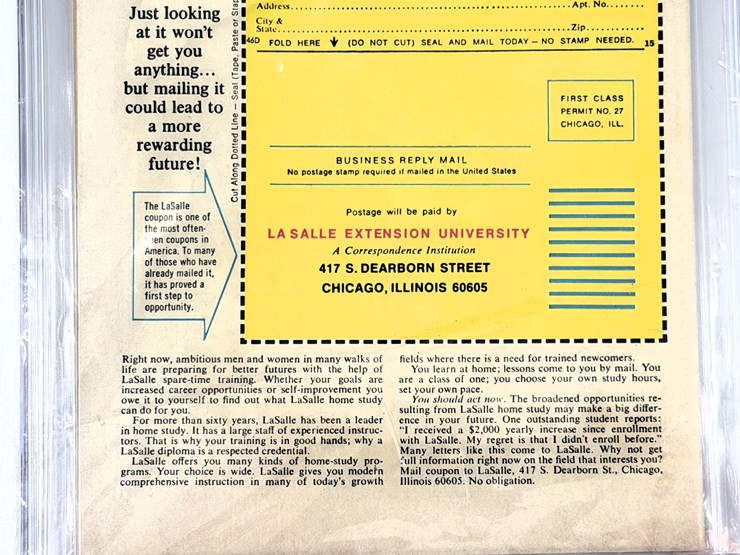 Just looking
at it won't
get you
anything...
but mailing it
could lead to
a more
rewarding
future!
The LaSalle
coupon is one of
the most often-
en coupons in
America. To many
of those who have
already mailed it,
it has proved a
first step to
opportunity.
Cut Along Dotted Line — Seal (Tape, Paste or Stap
Address Apt. No.
City &
State Zip
46D FOLD HERE (DO NOT CUT) SEAL AND MAIL TODAY – NO STAMP NEEDED. 15
FIRST CLASS
PERMIT NO. 27
CHICAGO, ILL.
BUSINESS REPLY MAIL
No postage stamp required if mailed in the United States
Postage will be paid by
LA SALLE EXTENSION UNIVERSITY
A Correspondence Institution
417 S. DEARBORN STREET
CHICAGO, ILLINOIS 60605
Right now, ambitious men and women in many walks of
life are preparing for better futures with the help of
LaSalle spare-time training. Whether your goals are
increased career opportunities or self-improvement you
owe it to yourself to find out what LaSalle home study
can do for you.
For more than sixty years, LaSalle has been a leader
in home study. It has a large staff of experienced instruc-
tors. That is why your training is in good hands; why a
LaSalle diploma is a respected credential.
LaSalle offers you many kinds of home-study pro-
grams. Your choice is wide. LaSalle gives you modern
comprehensive instruction in many of today's growth
fields where there is a need for trained newcomers.
You learn at home; lessons come to you by mail. You
are a class of one; you choose your own study hours,
set your own pace.
You should act now. The broadened opportunities re-
sulting from LaSalle home study may make a big differ-
ence in your future. One outstanding student reports:
"I received a $2,000 yearly increase since enrollment
with LaSalle. My regret is that I didn't enroll before."
Many letters like this come to LaSalle. Why not get
full information right now on the field that interests you?
Mail coupon to LaSalle, 417 S. Dearborn St., Chicago,
Illinois 60605. No obligation.